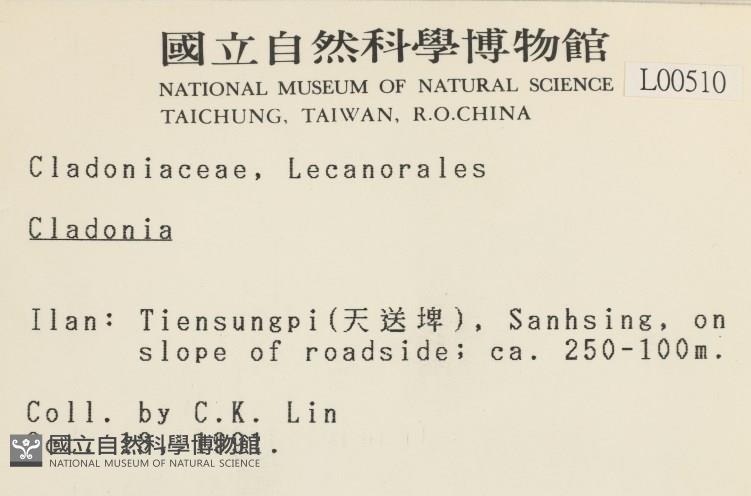 國立自然科學博物館
NATIONAL MUSEUM OF NATURAL SCIENCE L00510
TAICHUNG, TAIWAN, R.O.CHINA
Cladoniaceae, Lecanorales
Cladonia
Ilan: Tiensungpi(天送埤), Sanhsing, on
slope of roadside; ca. 250-100m.
Coll. by C.K. Lin
國立自然科學博物館
NATIONAL MUSEUM OF NATURAL SCIENCE